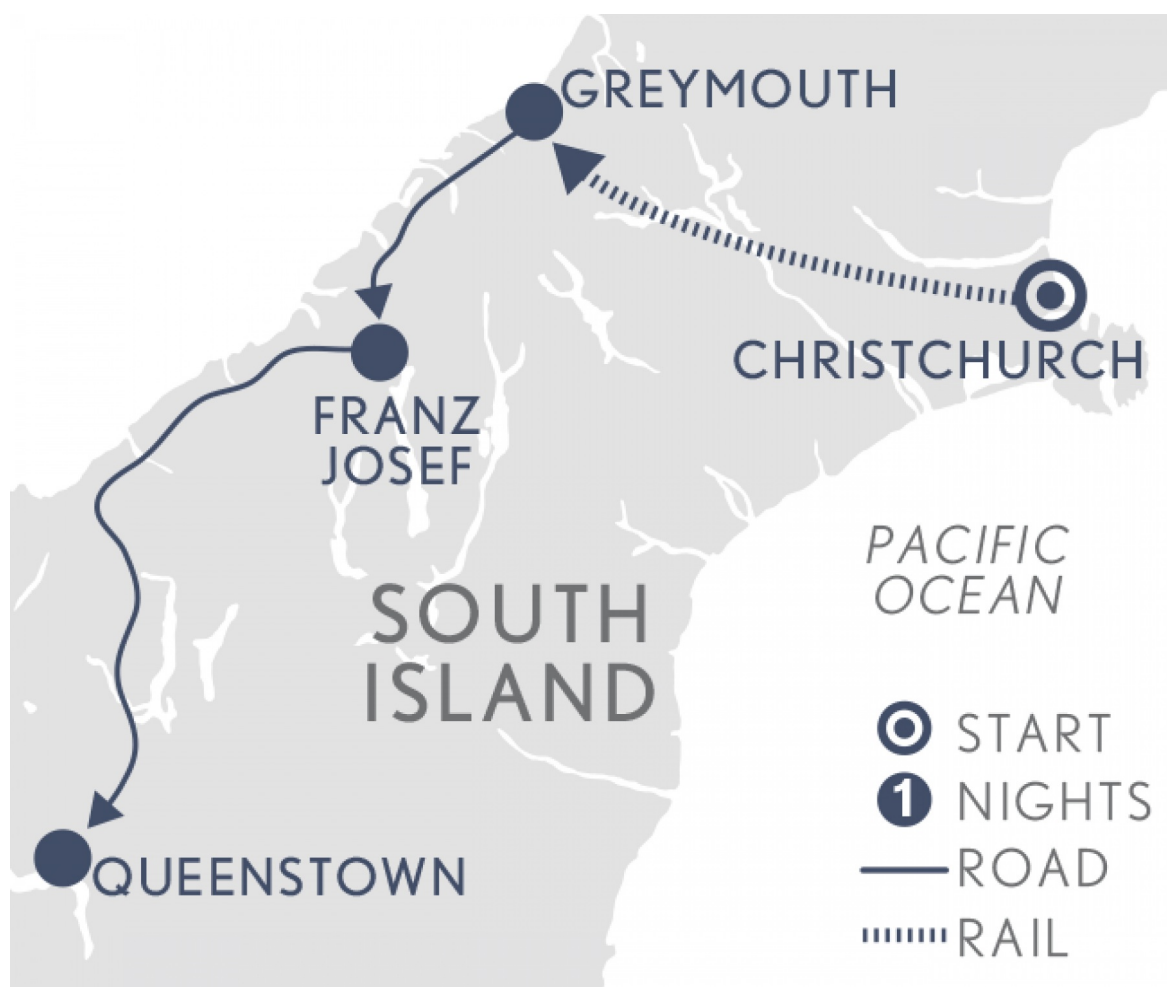 GREYMOUTH
CHRISTCHURCH
FRANZ
JOSEF
PACIFIC
OCEAN
SOUTH
ISLAND
START
1 NIGHTS
ROAD
QUEENSTOWN
RAIL